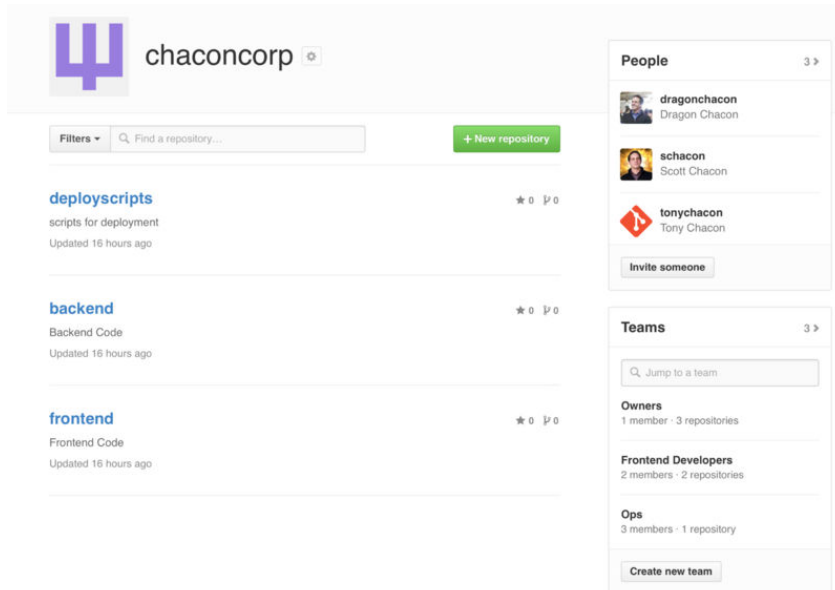 chaconcorp
Filters
Find a repository...
+ New repository
deployscripts
0 0
scripts for deployment
Updated 16 hours ago
backend
0 0
Backend Code
Updated 16 hours ago
frontend
0 0
Frontend Code
Updated 16 hours ago
People 3
dragonchacon
Dragon Chacon
schacon
Scott Chacon
tonychacon
Tony Chacon
Invite someone
Teams 3
Jump to a team
Owners
1 member · 3 repositories
Frontend Developers
2 members · 2 repositories
Ops
3 members · 1 repository
Create new team